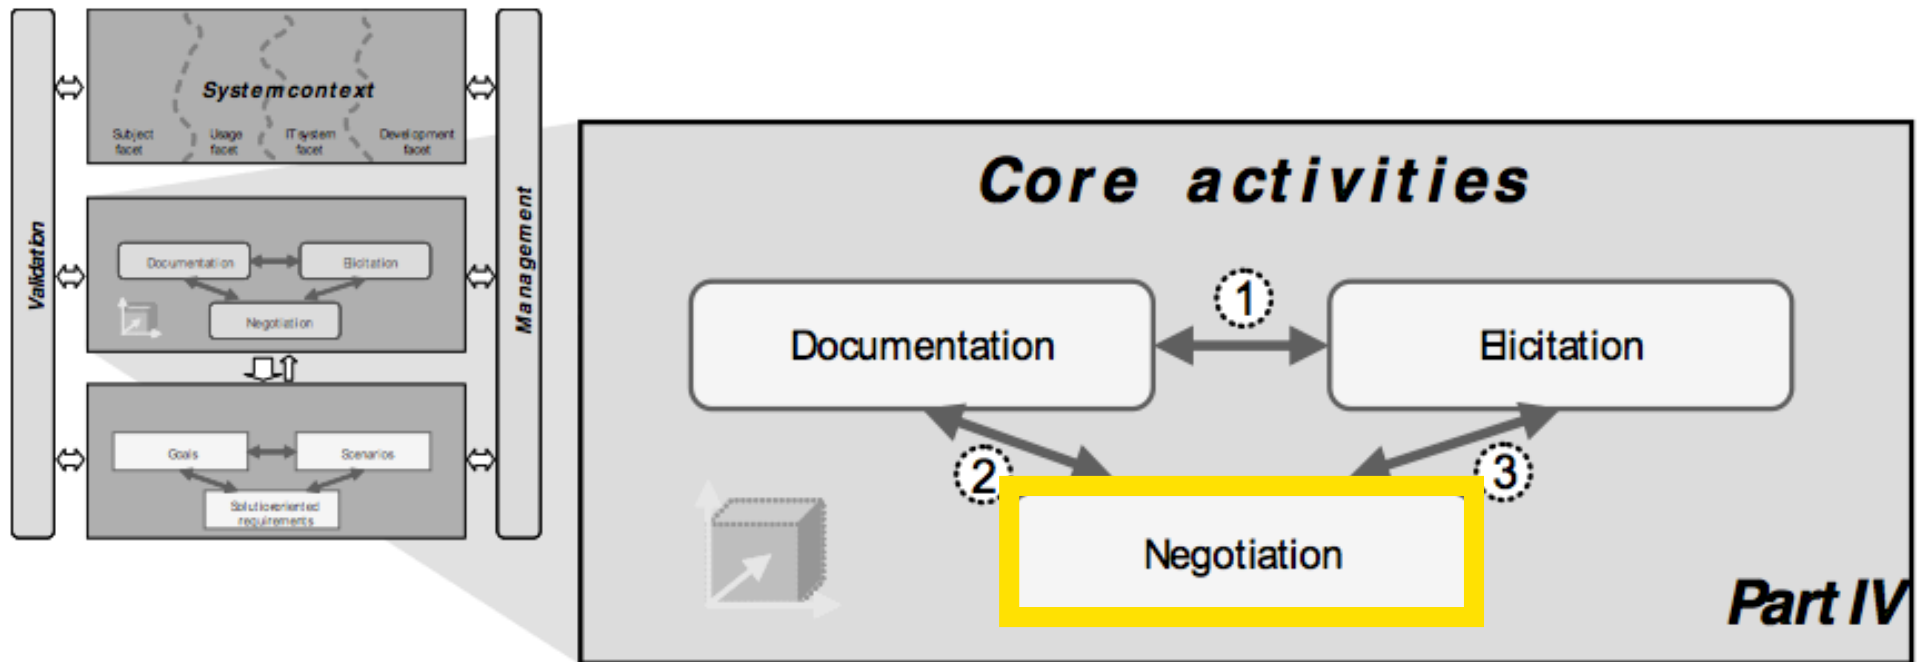 Validation
System context
Subject
facet
Usage
facet
IT system
facet
Development
facet
Documentation
Elicitation
Negotiation
Goals
Scenarios
Solution-oriented
requirements
Management
Core activities
1
Documentation
Elicitation
2
3
Negotiation
Part IV